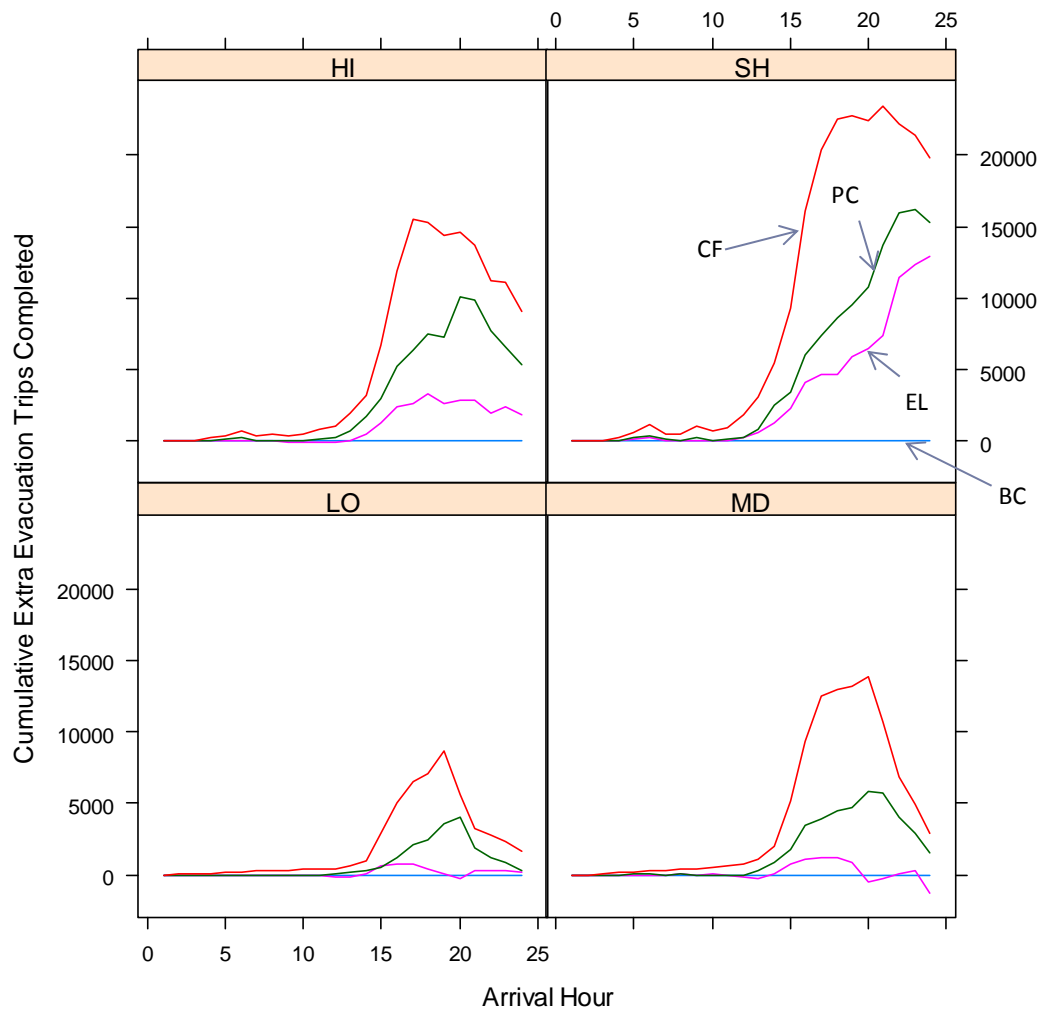 0 5 10 15 20 25
HI SH
20000
PC
CF
15000
10000
5000
EL
0
BC
LO MD
20000
15000
10000
5000
0
0 5 10 15 20 25
Cumulative Extra Evacuation Trips Completed
Arrival Hour